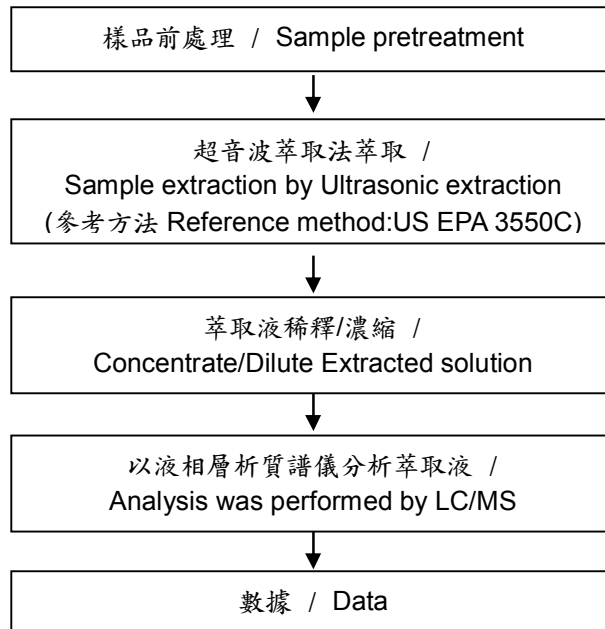 樣品前處理 / Sample pretreatment
超音波萃取法萃取 /
Sample extraction by Ultrasonic extraction
(參考方法 Reference method:US EPA 3550C)
萃取液稀釋/濃縮 /
Concentrate/Dilute Extracted solution
以液相層析質譜儀分析萃取液 /
Analysis was performed by LC/MS
數據 / Data